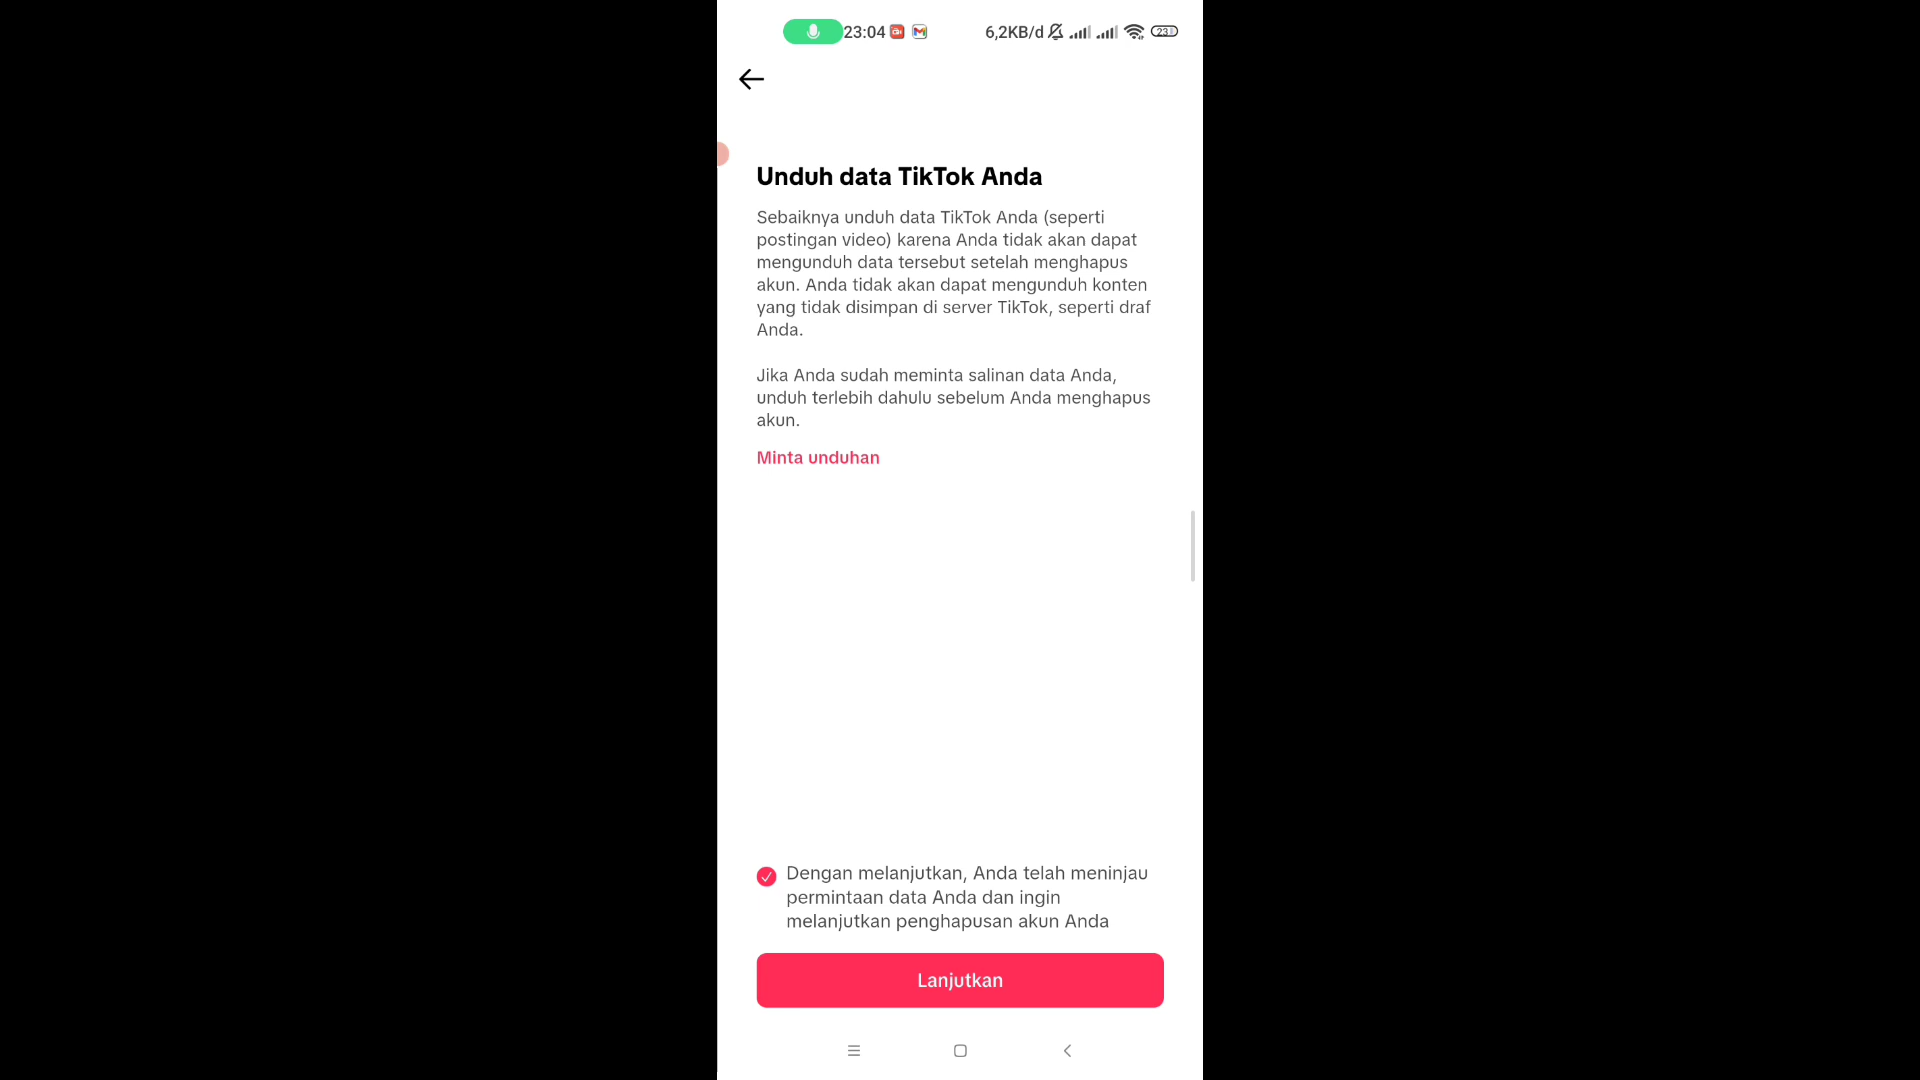 23:04
6,2KB/d
23
Unduh data TikTok Anda
Sebaiknya unduh data TikTok Anda (seperti
postingan video) karena Anda tidak akan dapat
mengunduh data tersebut setelah menghapus
akun. Anda tidak akan dapat mengunduh konten
yang tidak disimpan di server TikTok, seperti draf
Anda.
Jika Anda sudah meminta salinan data Anda,
unduh terlebih dahulu sebelum Anda menghapus
akun.
Minta unduhan
Dengan melanjutkan, Anda telah meninjau
permintaan data Anda dan ingin
melanjutkan penghapusan akun Anda
Lanjutkan